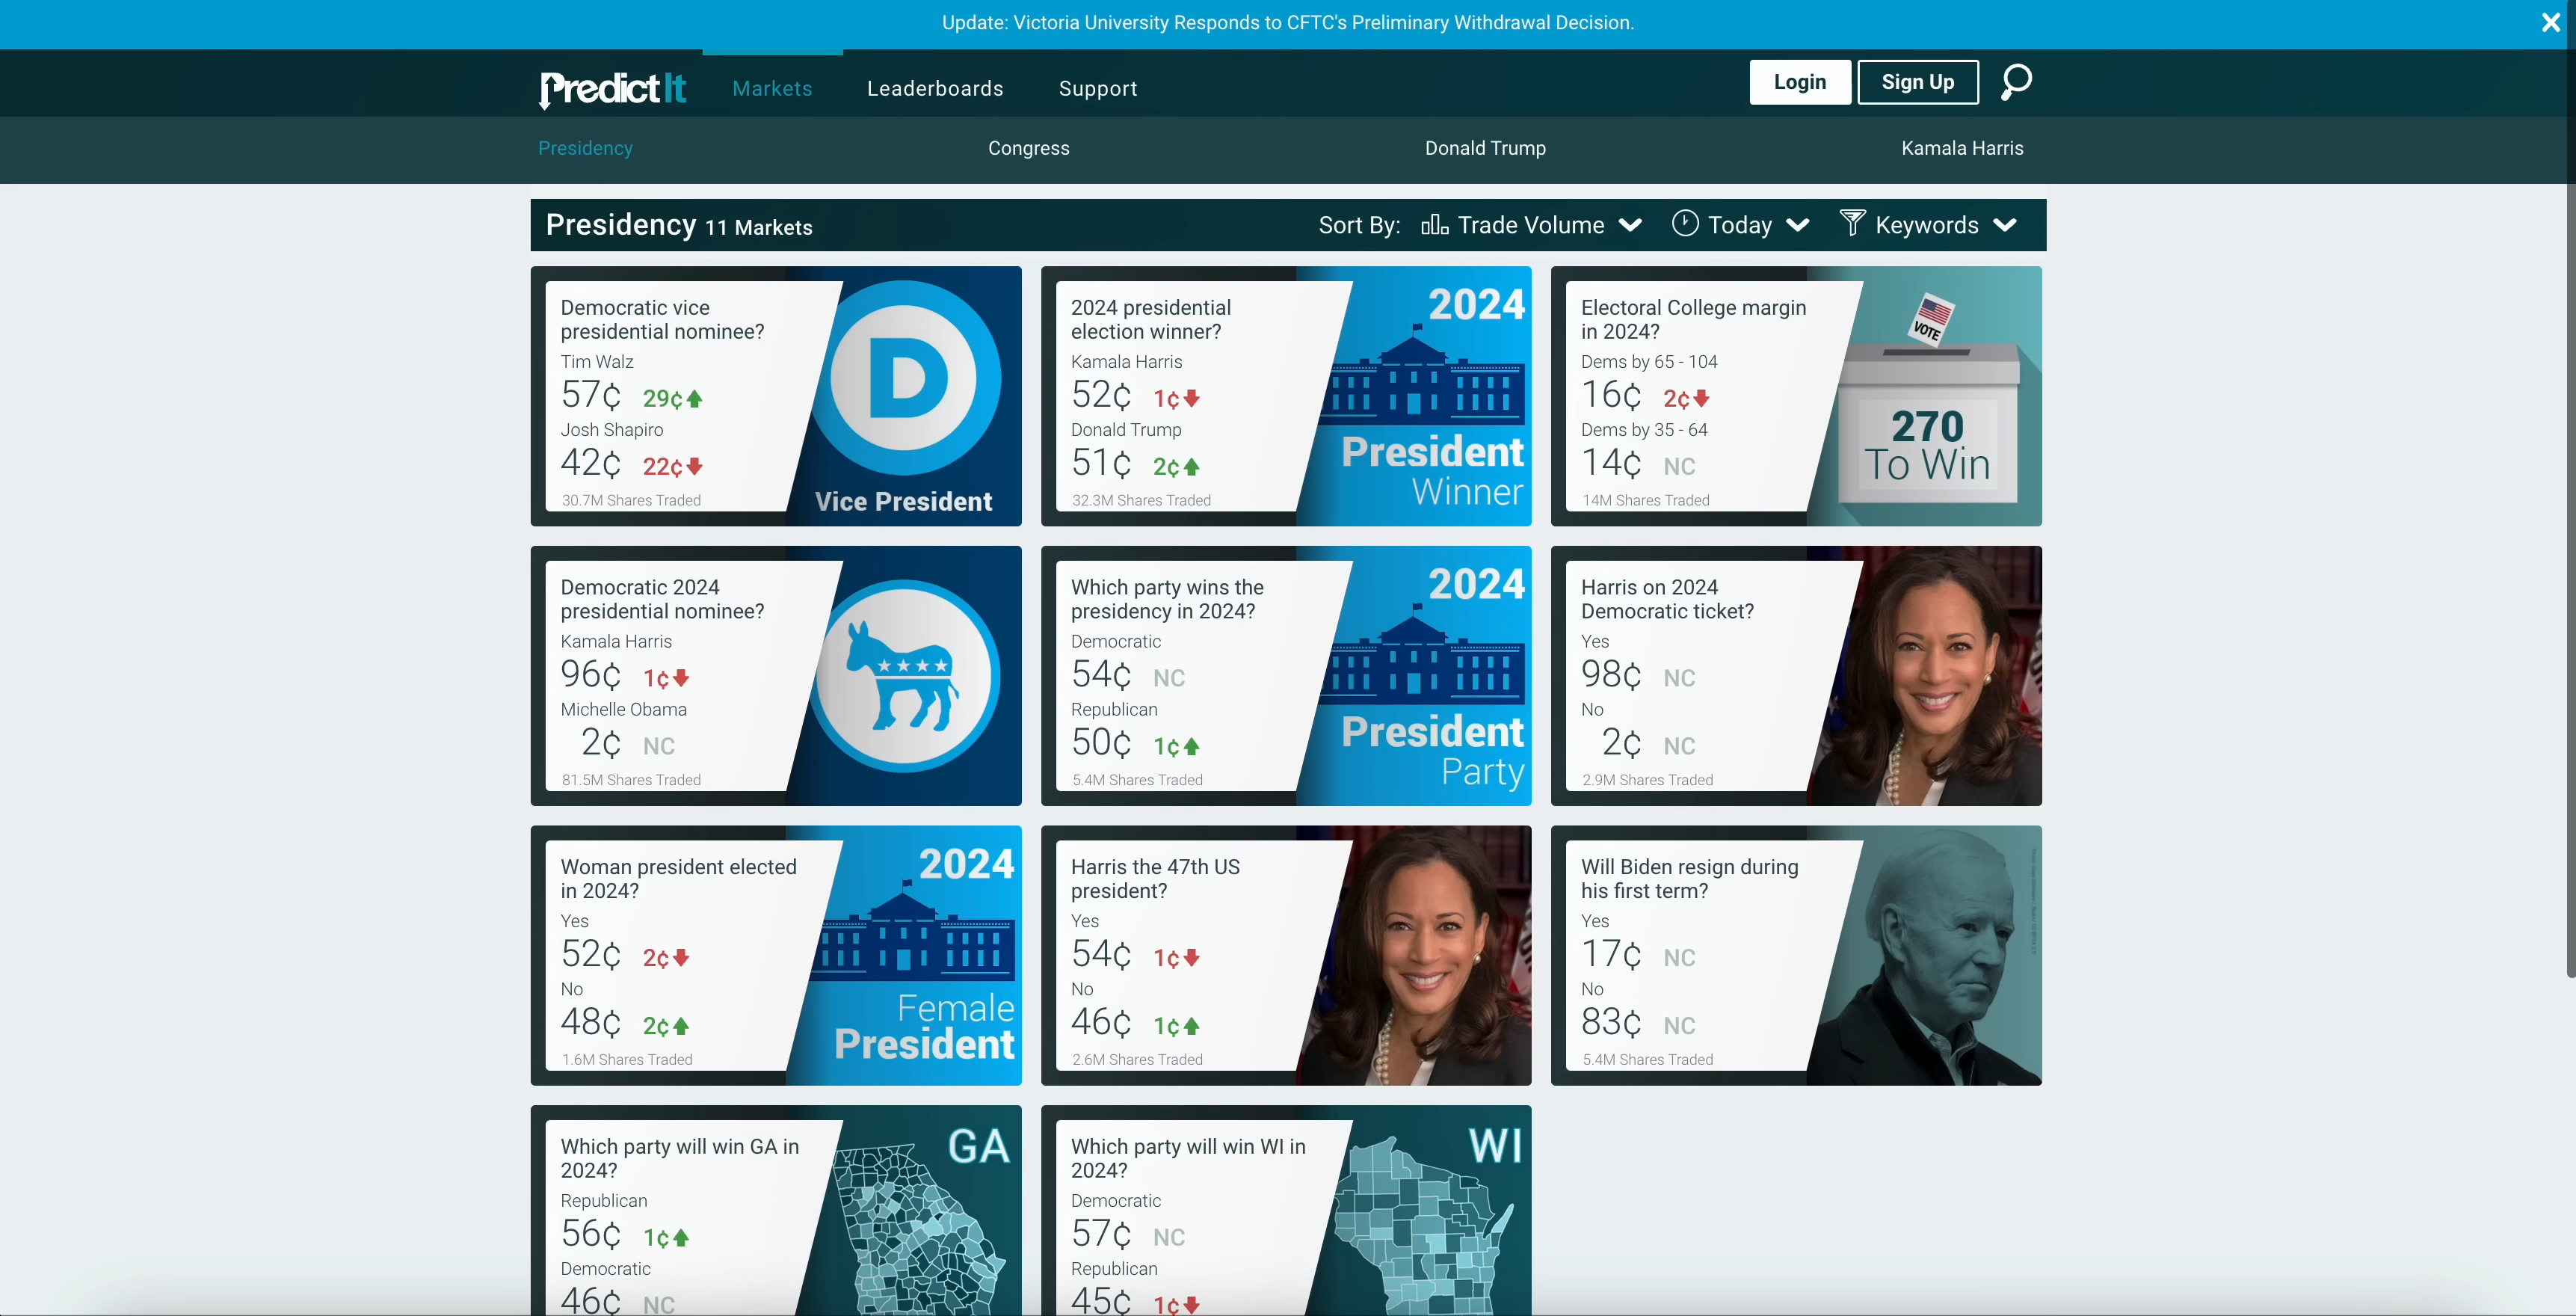 Update: Victoria University Responds to CFTC's Preliminary Withdrawal Decision.
PredictIt
Markets
Leaderboards
Support
Login
Sign Up
Presidency
Congress
Donald Trump
Kamala Harris
Presidency 11 Markets
Sort By: Trade Volume
Today
Keywords
Democratic vice
presidential nominee?
Tim Walz
57¢ 29¢
Josh Shapiro
42¢ 22¢
30.7M Shares Traded
D
Vice President
2024 presidential
election winner?
Kamala Harris
52¢ 1¢
Donald Trump
51¢ 2¢
32.3M Shares Traded
2024
President
Winner
Electoral College margin
in 2024?
Dems by 65 - 104
16¢ 2¢
Dems by 35 - 64
14¢ NC
14M Shares Traded
VOTE
270
To Win
Democratic 2024
presidential nominee?
Kamala Harris
96¢ 1¢
Michelle Obama
2¢ NC
81.5M Shares Traded
Which party wins the
presidency in 2024?
Democratic
54¢ NC
Republican
50¢ 1¢
5.4M Shares Traded
2024
President
Party
Harris on 2024
Democratic ticket?
Yes
98¢ NC
No
2¢ NC
2.9M Shares Traded
Woman president elected
in 2024?
Yes
52¢ 2¢
No
48¢ 2¢
1.6M Shares Traded
2024
Female
President
Harris the 47th US
president?
Yes
54¢ 1¢
No
46¢ 1¢
2.6M Shares Traded
Will Biden resign during
his first term?
Yes
17¢ NC
No
83¢ NC
5.4M Shares Traded
Which party will win GA in
2024?
Republican
56¢ 1¢
Democratic
46¢ NC
GA
Which party will win WI in
2024?
Democratic
57¢ NC
Republican
45¢ 1¢
WI